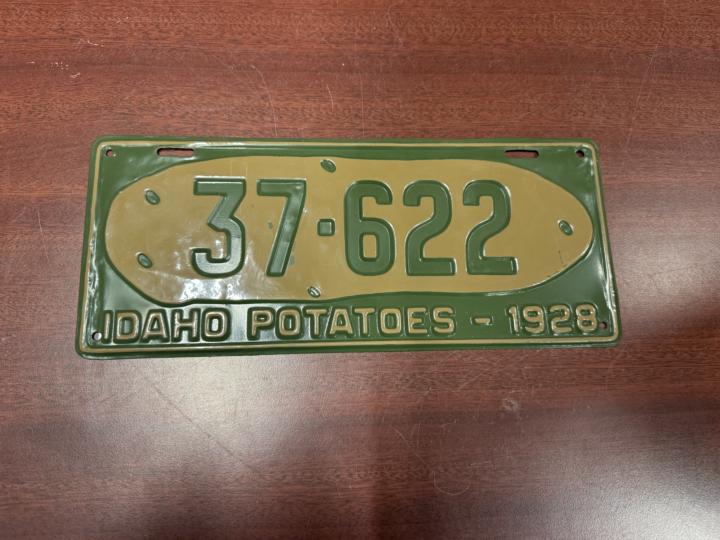 37·622
IDAHO POTATOES - 1928